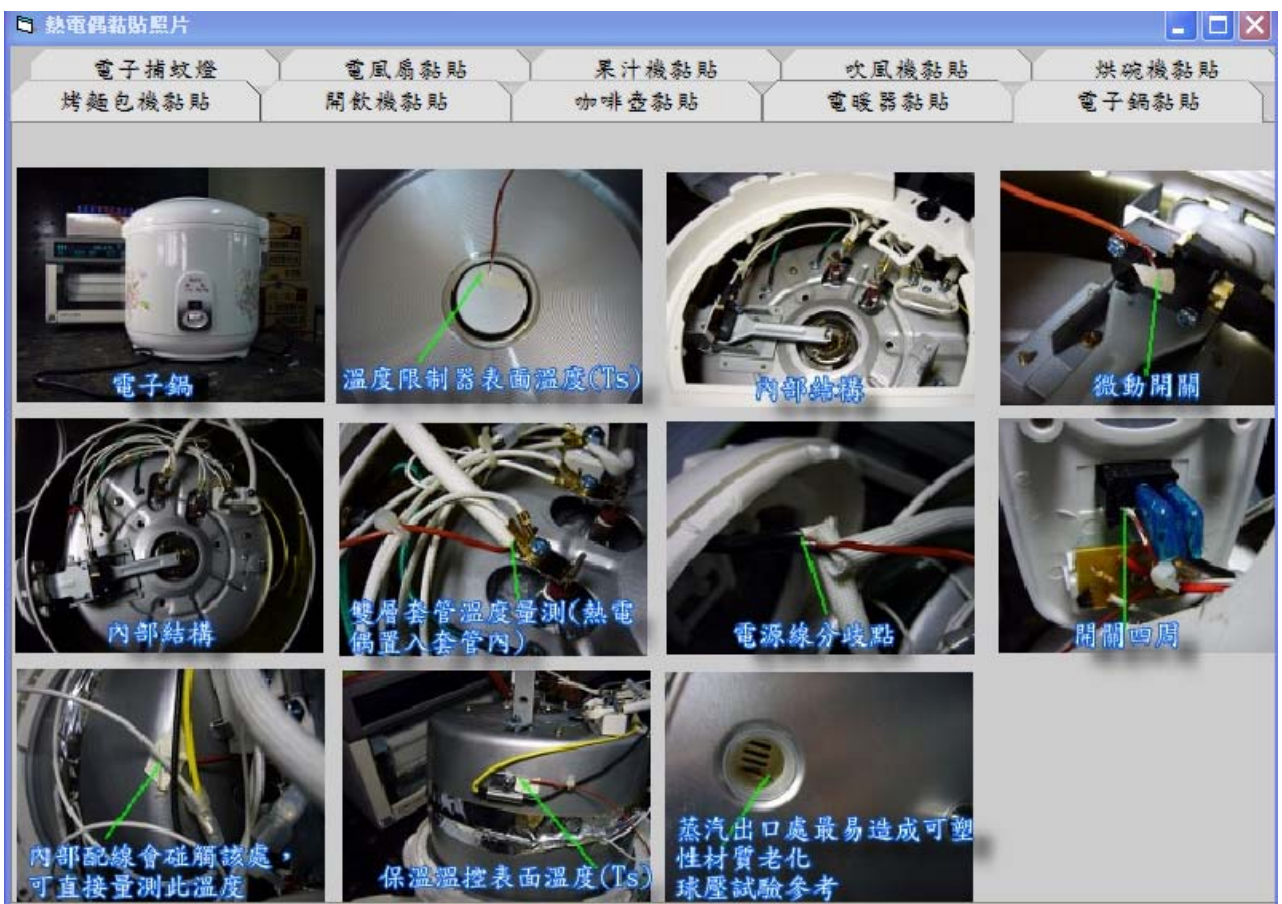 熱電偶黏貼照片
電子捕蚊燈
電風扇黏貼
果汁機黏貼
吹風機黏貼
烘碗機黏貼
烤麵包機黏貼
開飲機黏貼
咖啡壺黏貼
電暖器黏貼
電子鍋黏貼
電子鍋
溫度限制器表面溫度(Ts)
內部結構
微動開關
內部結構
雙層套管溫度量測(熱電
偶置入套管內)
電源線分歧點
開關四周
內部配線會碰觸該處，
可直接量測此溫度
保溫溫控表面溫度(Ts)
蒸汽出口處最易造成可塑
性材質老化
球壓試驗參考